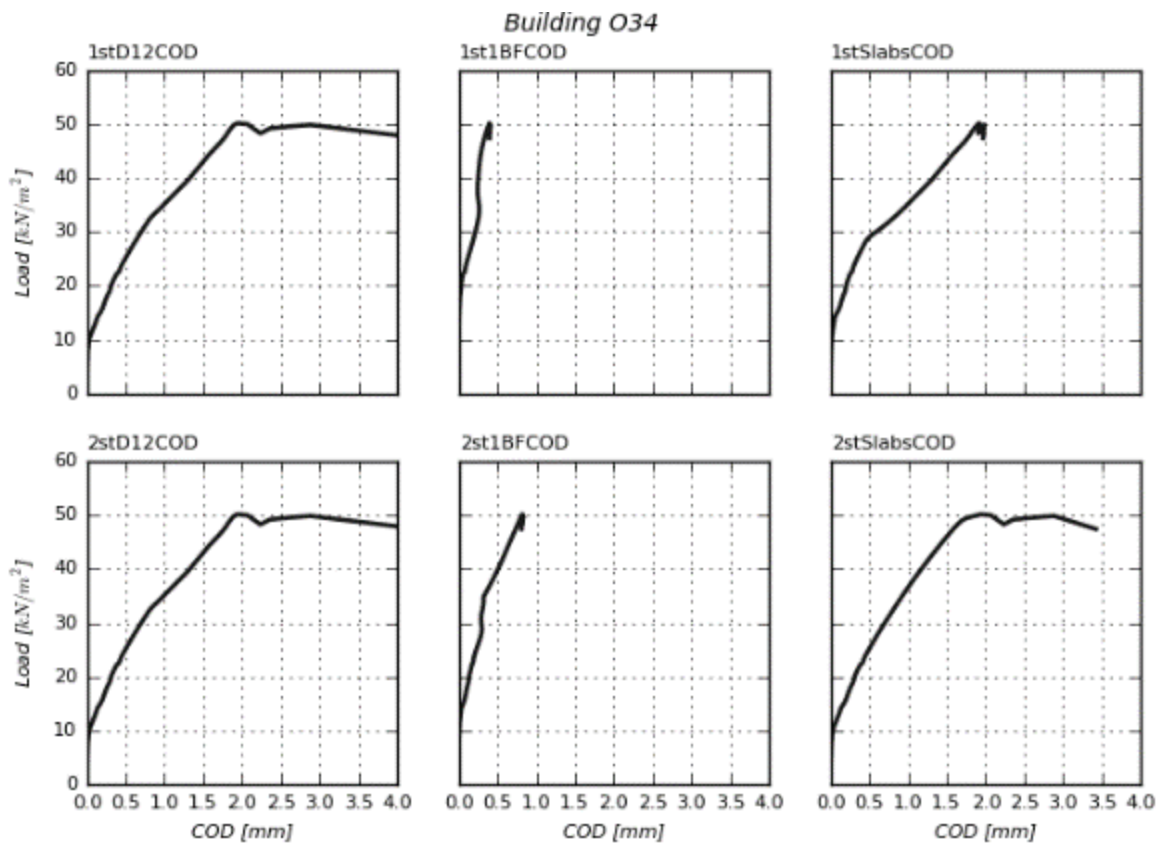 Building O34
1stD12COD
1st1BFCOD
1stSlabsCOD
60
50
40
30
20
10
0
Load [kN/m²]
2stD12COD
2st1BFCOD
2stSlabsCOD
60
50
40
30
20
10
0
Load [kN/m²]
0.0 0.5 1.0 1.5 2.0 2.5 3.0 3.5 4.0
0.0 0.5 1.0 1.5 2.0 2.5 3.0 3.5 4.0
0.0 0.5 1.0 1.5 2.0 2.5 3.0 3.5 4.0
COD [mm]
COD [mm]
COD [mm]